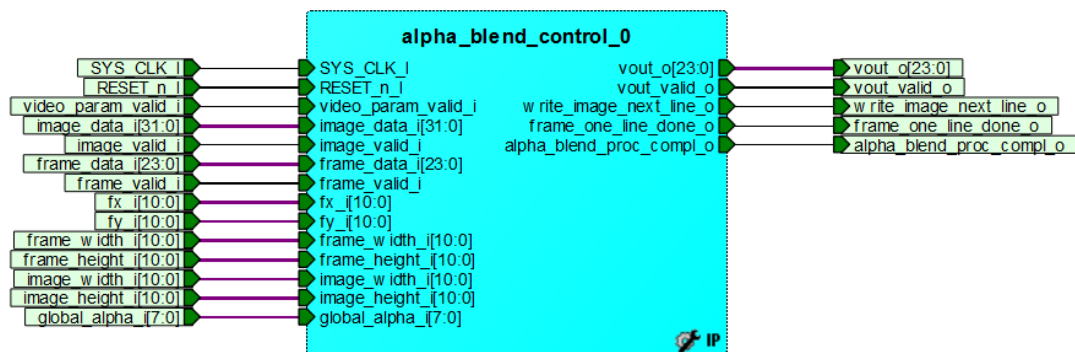 alpha_blend_control_0
SYS_CLK_I SYS_CLK_I vout_o[23:0] vout_o[23:0]
RESET_n_I RESET_n_I vout_valid_o vout_valid_o
video_param_valid_i video_param_valid_i write_image_next_line_o write_image_next_line_o
image_data_i[31:0] image_data_i[31:0] frame_one_line_done_o frame_one_line_done_o
image_valid_i image_valid_i alpha_blend_proc_compl_o alpha_blend_proc_compl_o
frame_data_i[23:0] frame_data_i[23:0]
frame_valid_i frame_valid_i
fx_i[10:0] fx_i[10:0]
fy_i[10:0] fy_i[10:0]
frame_width_i[10:0] frame_width_i[10:0]
frame_height_i[10:0] frame_height_i[10:0]
image_width_i[10:0] image_width_i[10:0]
image_height_i[10:0] image_height_i[10:0]
global_alpha_i[7:0] global_alpha_i[7:0]
IP